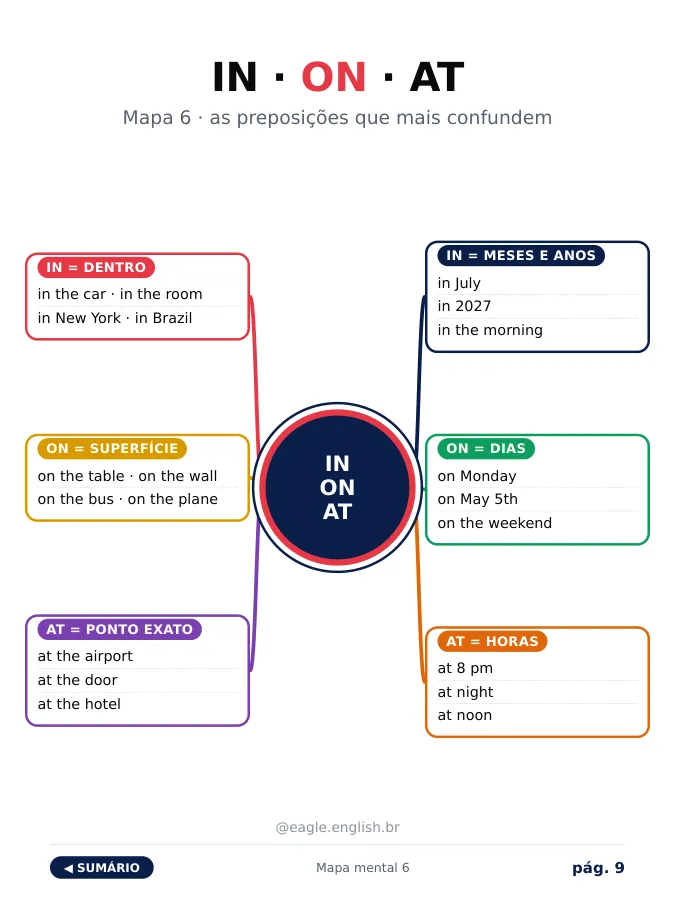 IN · ON · AT
Mapa 6 · as preposições que mais confundem
IN = DENTRO
in the car · in the room
in New York · in Brazil
ON = SUPERFÍCIE
on the table · on the wall
on the bus · on the plane
AT = PONTO EXATO
at the airport
at the door
at the hotel
IN
ON
AT
IN = MESES E ANOS
in July
in 2027
in the morning
ON = DIAS
on Monday
on May 5th
on the weekend
AT = HORAS
at 8 pm
at night
at noon
@eagle.english.br
◀ SUMÁRIO
Mapa mental 6
pág. 9